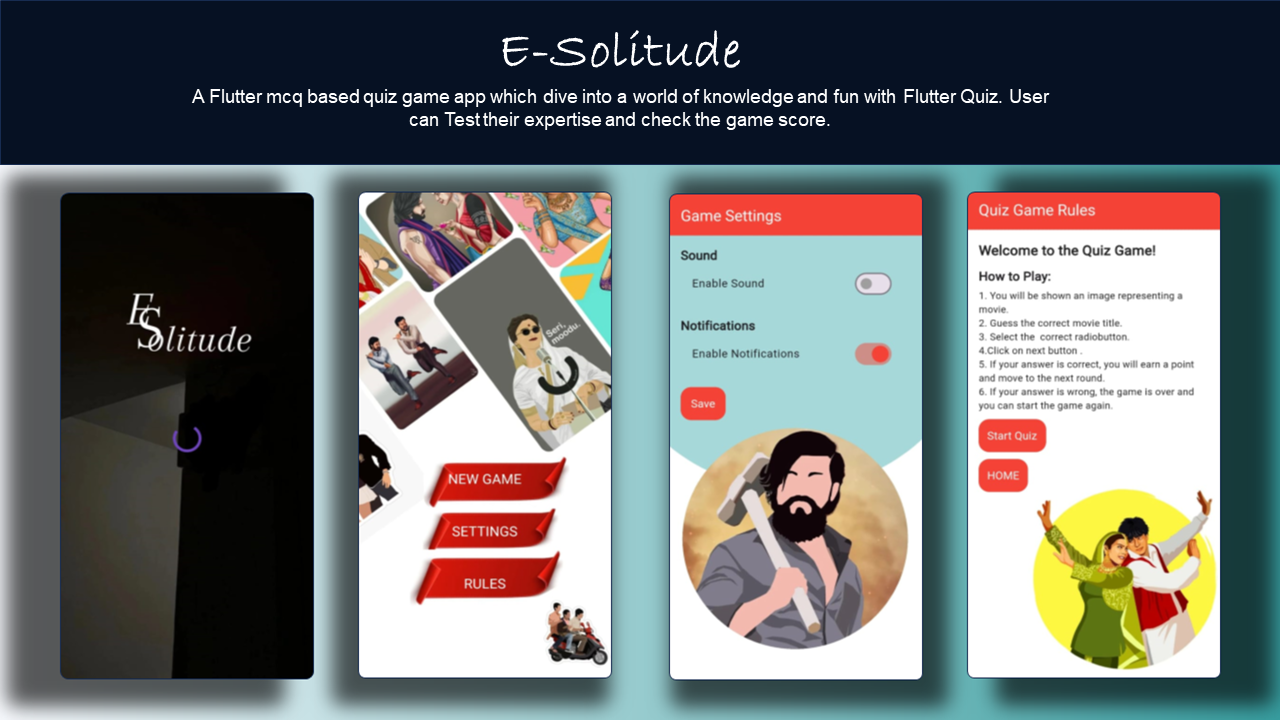 E-Solitude
A Flutter mcq based quiz game app which dive into a world of knowledge and fun with Flutter Quiz. User
can Test their expertise and check the game score.
E
Solitude
Seri,
moodu.
NEW GAME
SETTINGS
RULES
Game Settings
Sound
Enable Sound
Notifications
Enable Notifications
Save
Quiz Game Rules
Welcome to the Quiz Game!
How to Play:
1. You will be shown an image representing a
movie.
2. Guess the correct movie title.
3. Select the correct radiobutton.
4.Click on next button .
5. If your answer is correct, you will earn a point
and move to the next round.
6. If your answer is wrong, the game is over and
you can start the game again.
Start Quiz
HOME